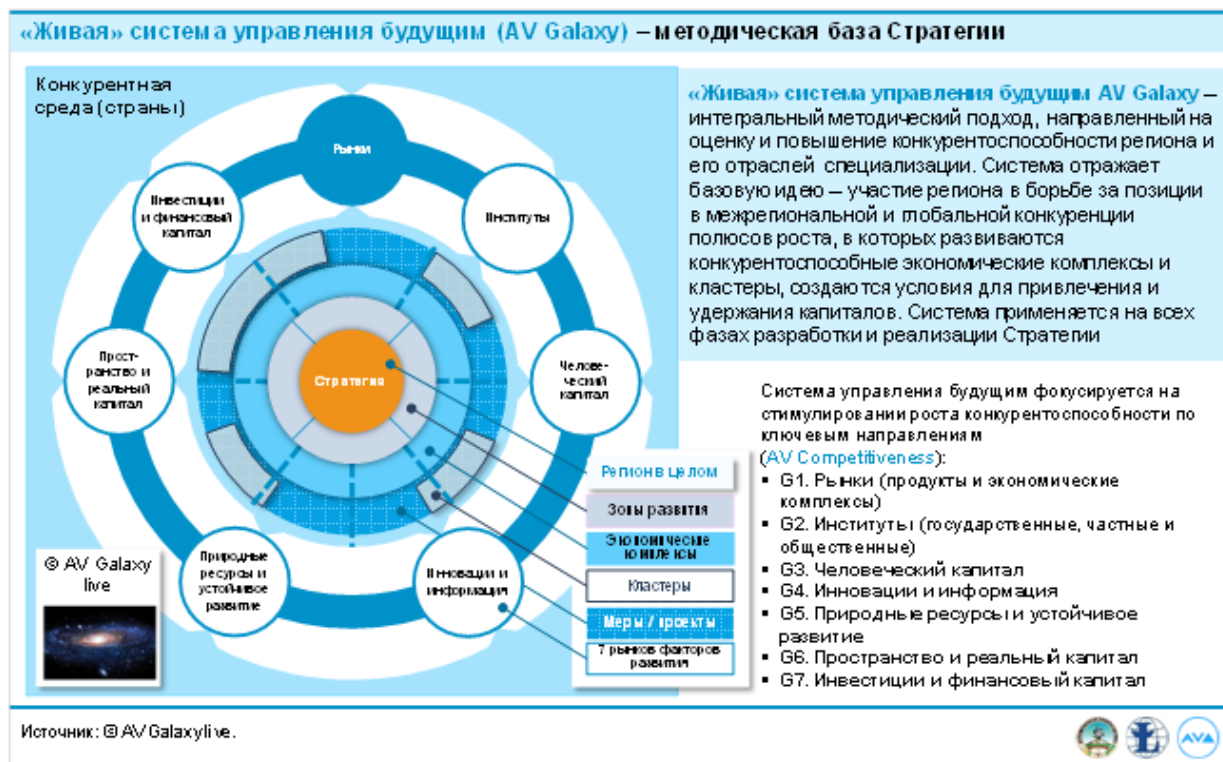 «Живая» система управления будущим (AV Galaxy) – методическая база Стратегии
Конкурентная
среда (страны)
Рынки
Инвестиции
и финансовый
капитал
Институты
Прост-
ранство и
реальный
капитал
Стратегия
Челове-
ческий
капитал
Природные
ресурсы и
устойчивое
развитие
Инновации и
информация
© AV Galaxy
live
Регион в целом
Зоны развития
Экономические
комплексы
Кластеры
Меры / проекты
7 рынков факторов
развития
«Живая» система управления будущим AV Galaxy –
интегральный методический подход, направленный на
оценку и повышение конкурентоспособности региона и
его отраслей специализации. Система отражает
базовую идею – участие региона в борьбе за позиции
в межрегиональной и глобальной конкуренции
полюсов роста, в которых развиваются
конкурентоспособные экономические комплексы и
кластеры, создаются условия для привлечения и
удержания капиталов. Система применяется на всех
фазах разработки и реализации Стратегии
Система управления будущим фокусируется на
стимулировании роста конкурентоспособности по
ключевым направлениям
(AV Competitiveness):
▪ G1. Рынки (продукты и экономические
комплексы)
▪ G2. Институты (государственные, частные и
общественные)
▪ G3. Человеческий капитал
▪ G4. Инновации и информация
▪ G5. Природные ресурсы и устойчивое
развитие
▪ G6. Пространство и реальный капитал
▪ G7. Инвестиции и финансовый капитал
Источник: © AV Galaxy live.
AVA